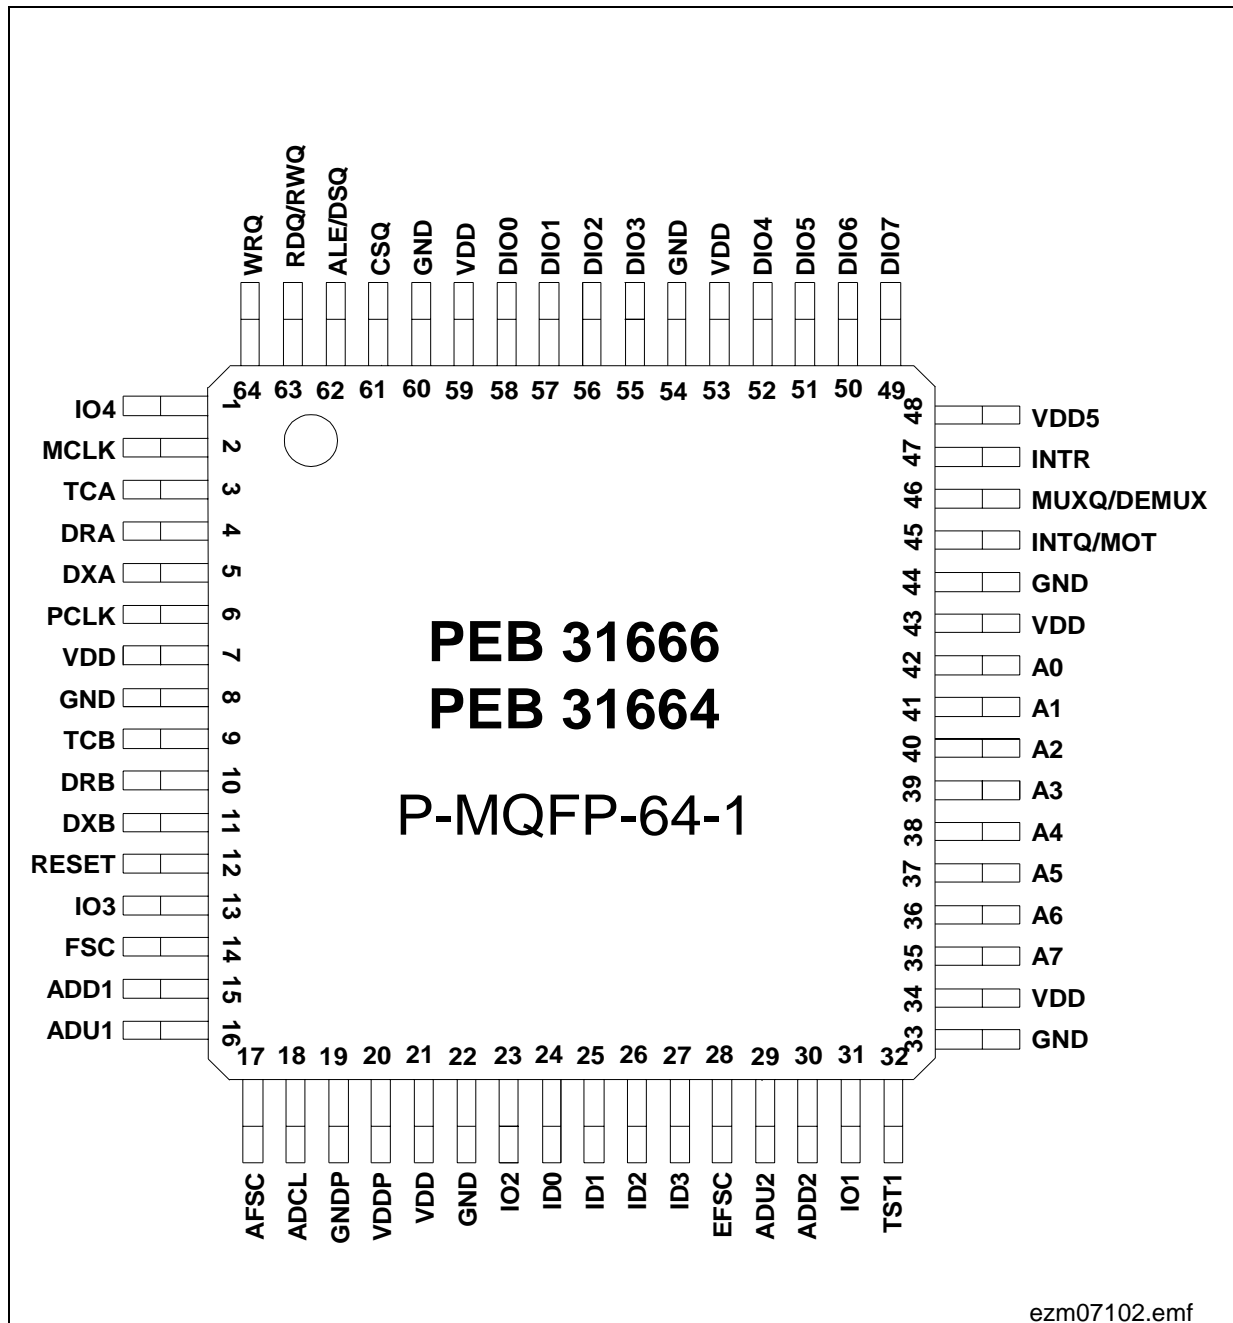 WRQ
RDQ/RWQ
ALE/DSQ
CSQ
GND
VDD
DIO0
DIO1
DIO2
DIO3
GND
VDD
DIO4
DIO5
DIO6
DIO7
64 63 62 61 60 59 58 57 56 55 54 53 52 51 50 49
IO4 1
MCLK 2
TCA 3
DRA 4
DXA 5
PCLK 6
VDD 7
GND 8
TCB 9
DRB 10
DXB 11
RESET 12
IO3 13
FSC 14
ADD1 15
ADU1 16
PEB 31666
PEB 31664
P-MQFP-64-1
48 VDD5
47 INTR
46 MUXQ/DEMUX
45 INTQ/MOT
44 GND
43 VDD
42 A0
41 A1
40 A2
39 A3
38 A4
37 A5
36 A6
35 A7
34 VDD
33 GND
17 18 19 20 21 22 23 24 25 26 27 28 29 30 31 32
AFSC
ADCL
GNDP
VDDP
VDD
GND
IO2
ID0
ID1
ID2
ID3
EFSC
ADU2
ADD2
IO1
TST1
ezm07102.emf